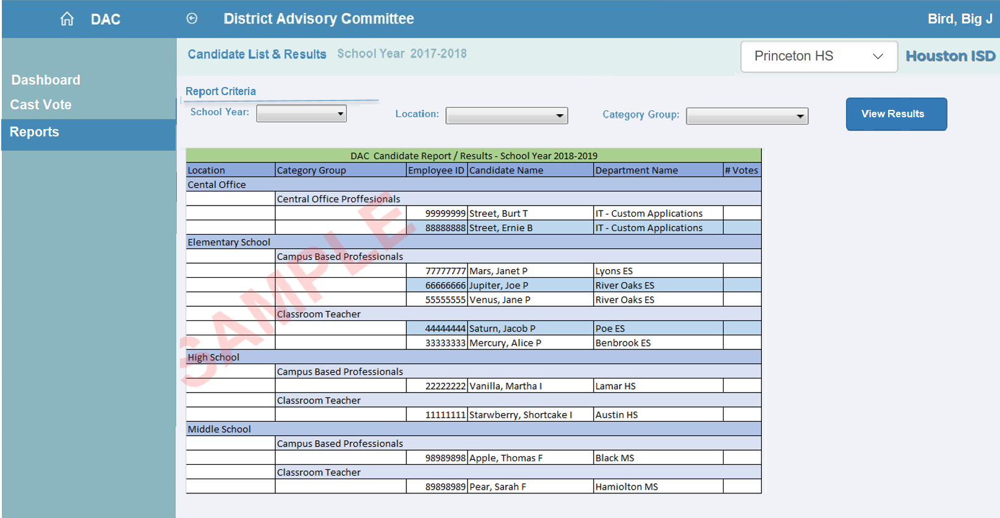 DAC District Advisory Committee Bird, Big J
Candidate List & Results School Year 2017-2018 Princeton HS Houston ISD
Dashboard
Cast Vote
Reports
Report Criteria
School Year: Location: Category Group: View Results
DAC Candidate Report / Results - School Year 2018-2019
Location Category Group Employee ID Candidate Name Department Name # Votes
Cental Office
Central Office Proffesionals
99999999 Street, Burt T IT - Custom Applications
88888888 Street, Ernie B IT - Custom Applications
Elementary School
Campus Based Professionals
77777777 Mars, Janet P Lyons ES
66666666 Jupiter, Joe P River Oaks ES
55555555 Venus, Jane P River Oaks ES
Classroom Teacher
44444444 Saturn, Jacob P Poe ES
33333333 Mercury, Alice P Benbrook ES
High School
Campus Based Professionals
22222222 Vanilla, Martha I Lamar HS
Classroom Teacher
11111111 Starwberry, Shortcake I Austin HS
Middle School
Campus Based Professionals
98989898 Apple, Thomas F Black MS
Classroom Teacher
89898989 Pear, Sarah F Hamiolton MS
SAMPLE